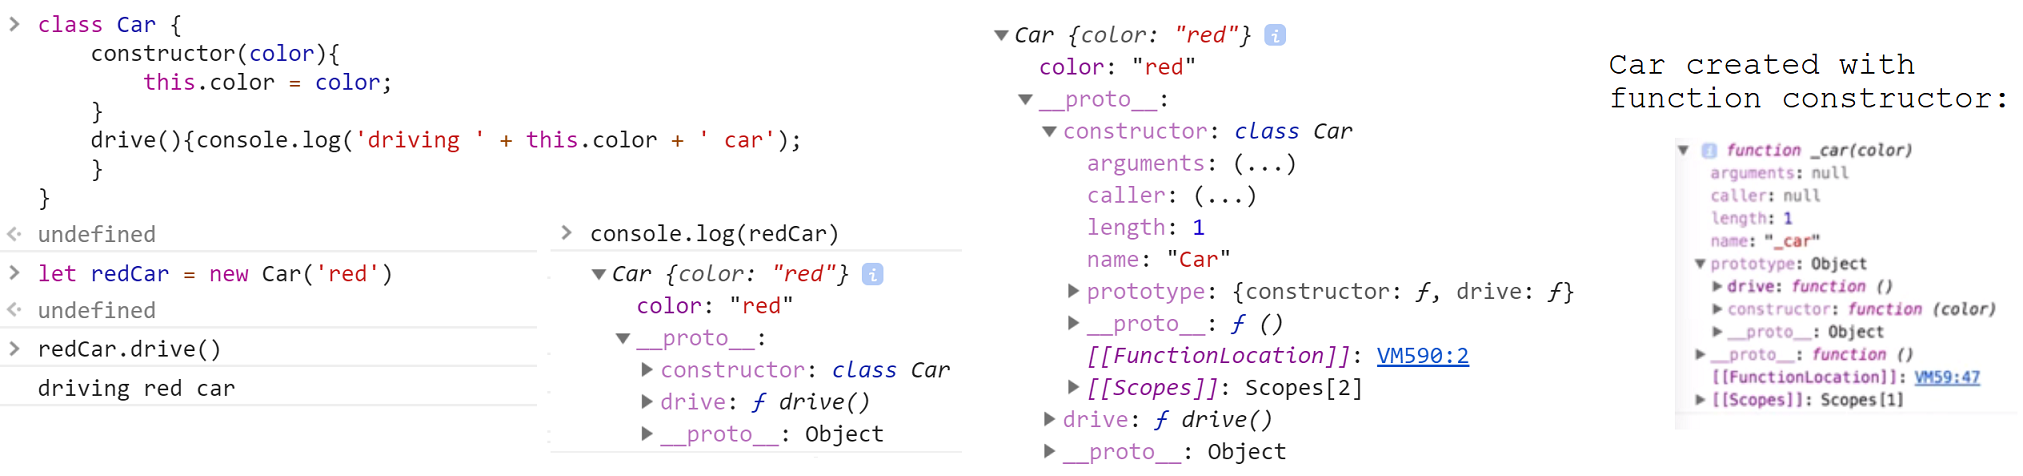 class Car {
constructor(color){
this.color = color;
}
drive(){console.log('driving ' + this.color + ' car');
}
}
undefined
let redCar = new Car('red')
undefined
redCar.drive()
driving red car
console.log(redCar)
Car {color: "red"}
color: "red"
__proto__:
constructor: class Car
drive: ƒ drive()
__proto__: Object
Car {color: "red"}
color: "red"
__proto__:
constructor: class Car
arguments: (...)
caller: (...)
length: 1
name: "Car"
prototype: {constructor: ƒ, drive: ƒ}
__proto__: ƒ ()
[[FunctionLocation]]: VM590:2
[[Scopes]]: Scopes[2]
drive: ƒ drive()
__proto__: Object
Car created with
function constructor:
function _car(color)
arguments: null
caller: null
length: 1
name: "_car"
prototype: Object
drive: function ()
constructor: function (color)
__proto__: Object
__proto__: function ()
[[FunctionLocation]]: VM59:47
[[Scopes]]: Scopes[1]